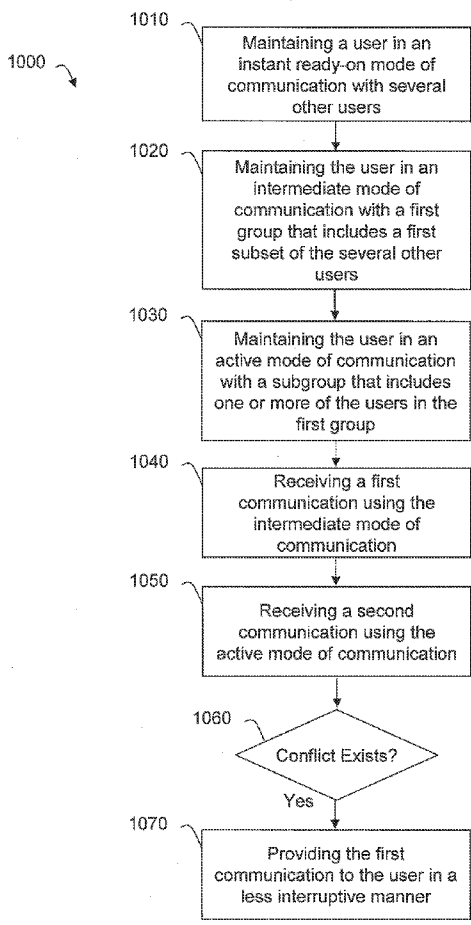 1000
1010
Maintaining a user in an
instant ready-on mode of
communication with several
other users
1020
Maintaining the user in an
intermediate mode of
communication with a first
group that includes a first
subset of the several other
users
1030
Maintaining the user in an
active mode of communication
with a subgroup that includes
one or more of the users in the
first group
1040
Receiving a first
communication using the
intermediate mode of
communication
1050
Receiving a second
communication using the
active mode of communication
1060
Conflict Exists?
Yes
1070
Providing the first
communication to the user in a
less interruptive manner